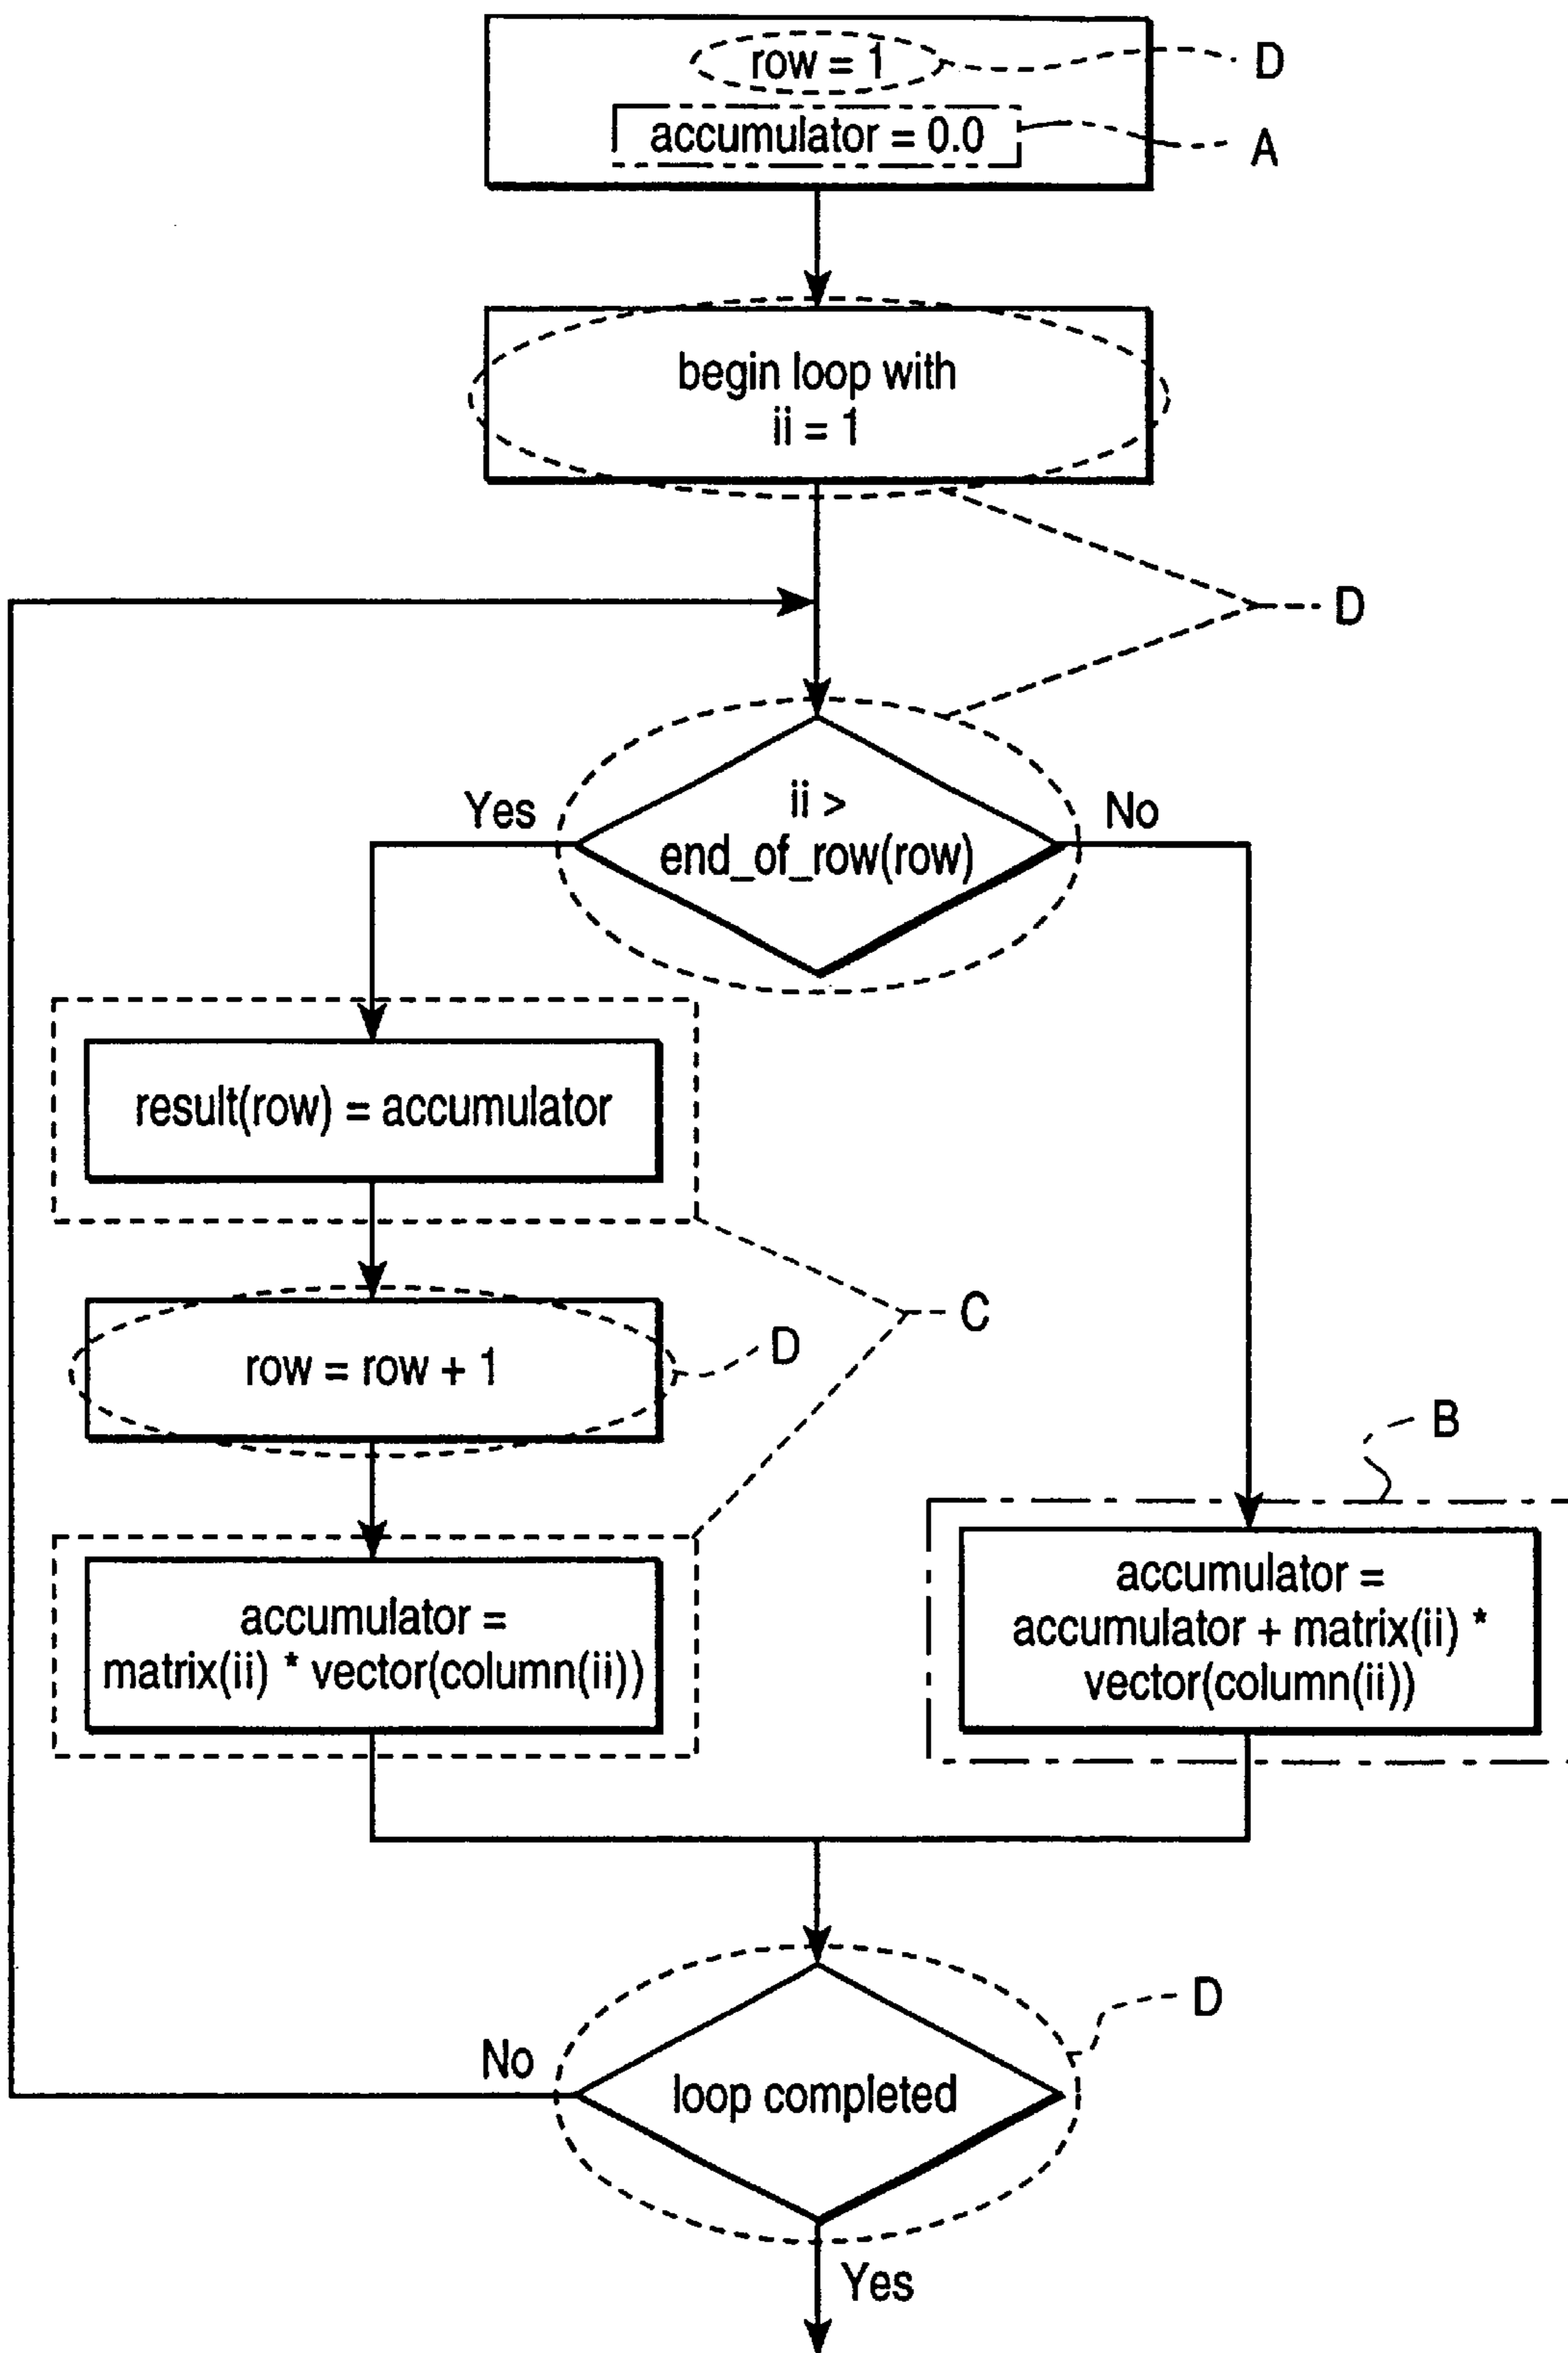 row = 1
D
accumulator = 0.0
A
begin loop with
ii = 1
D
ii >
end_of_row(row)
Yes
No
result(row) = accumulator
C
row = row + 1
D
B
accumulator =
matrix(ii) * vector(column(ii))
accumulator =
accumulator + matrix(ii) *
vector(column(ii))
D
No
loop completed
Yes